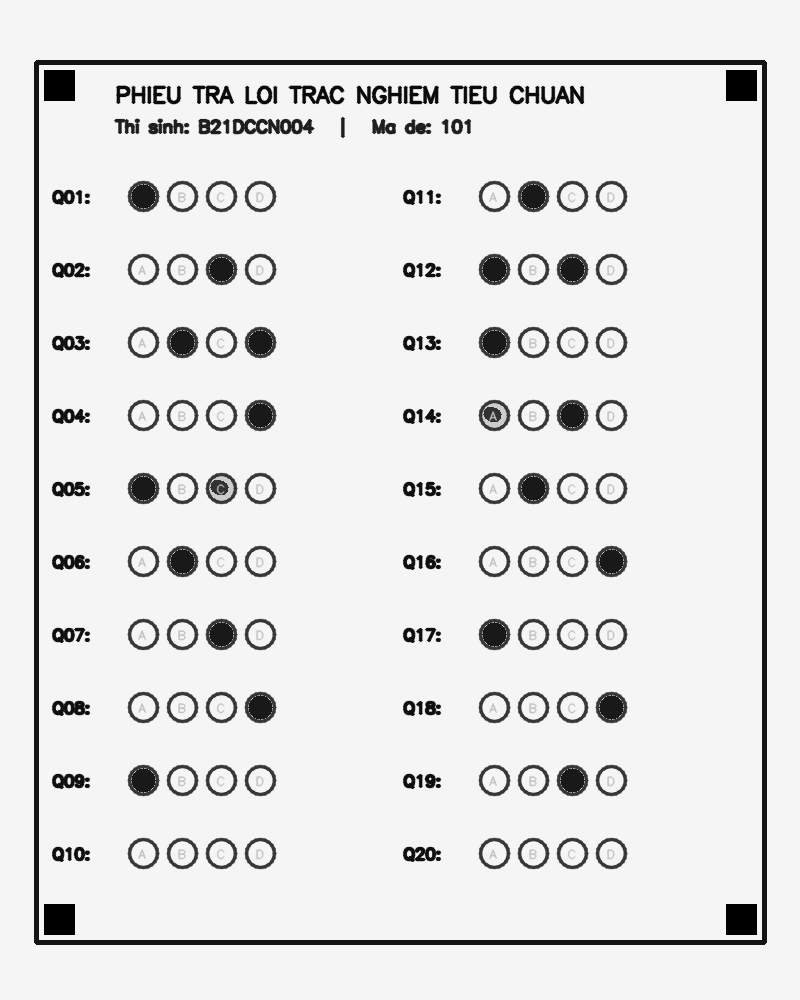 PHIEU TRA LOI TRAC NGHIEM TIEU CHUAN
Thi sinh: B21DCCN004 | Ma de: 101
Q01: B C D
Q02: A B D
Q03: A C
Q04: A B C
Q05: B C D
Q06: A C D
Q07: A B D
Q08: A B C
Q09: B C D
Q10: A B C D
Q11: A C D
Q12: B D
Q13: B C D
Q14: A B D
Q15: A C D
Q16: A B C
Q17: B C D
Q18: A B C
Q19: A B D
Q20: A B C D